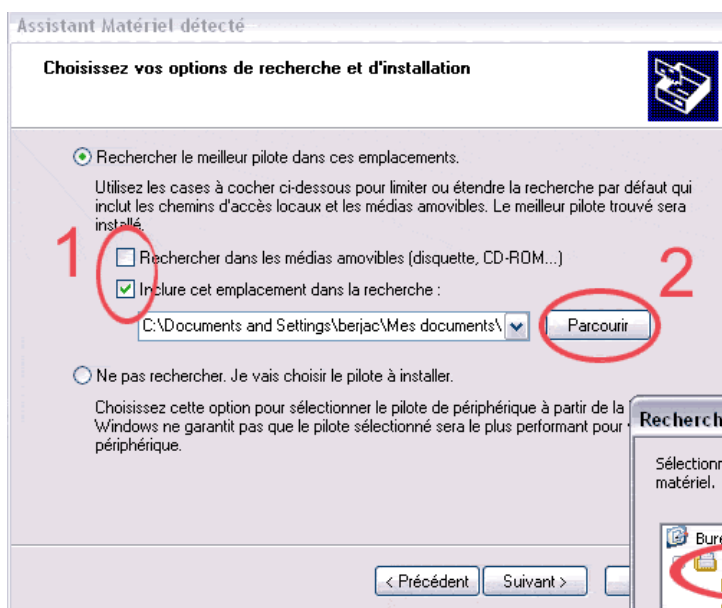 Assistant Matériel détecté
Choisissez vos options de recherche et d'installation
Rechercher le meilleur pilote dans ces emplacements.
Utilisez les cases à cocher ci-dessous pour limiter ou étendre la recherche par défaut qui
inclut les chemins d'accès locaux et les médias amovibles. Le meilleur pilote trouvé sera
installé.
1
Rechercher dans les médias amovibles (disquette, CD-ROM...)
2
Inclure cet emplacement dans la recherche :
C:\Documents and Settings\berjac\Mes documents\
Parcourir
Ne pas rechercher. Je vais choisir le pilote à installer.
Choisissez cette option pour sélectionner le pilote de périphérique à partir de la
Windows ne garantit pas que le pilote sélectionné sera le plus performant pour
périphérique.
Recherch
Sélectionn
matériel.
Bure
< Précédent
Suivant >